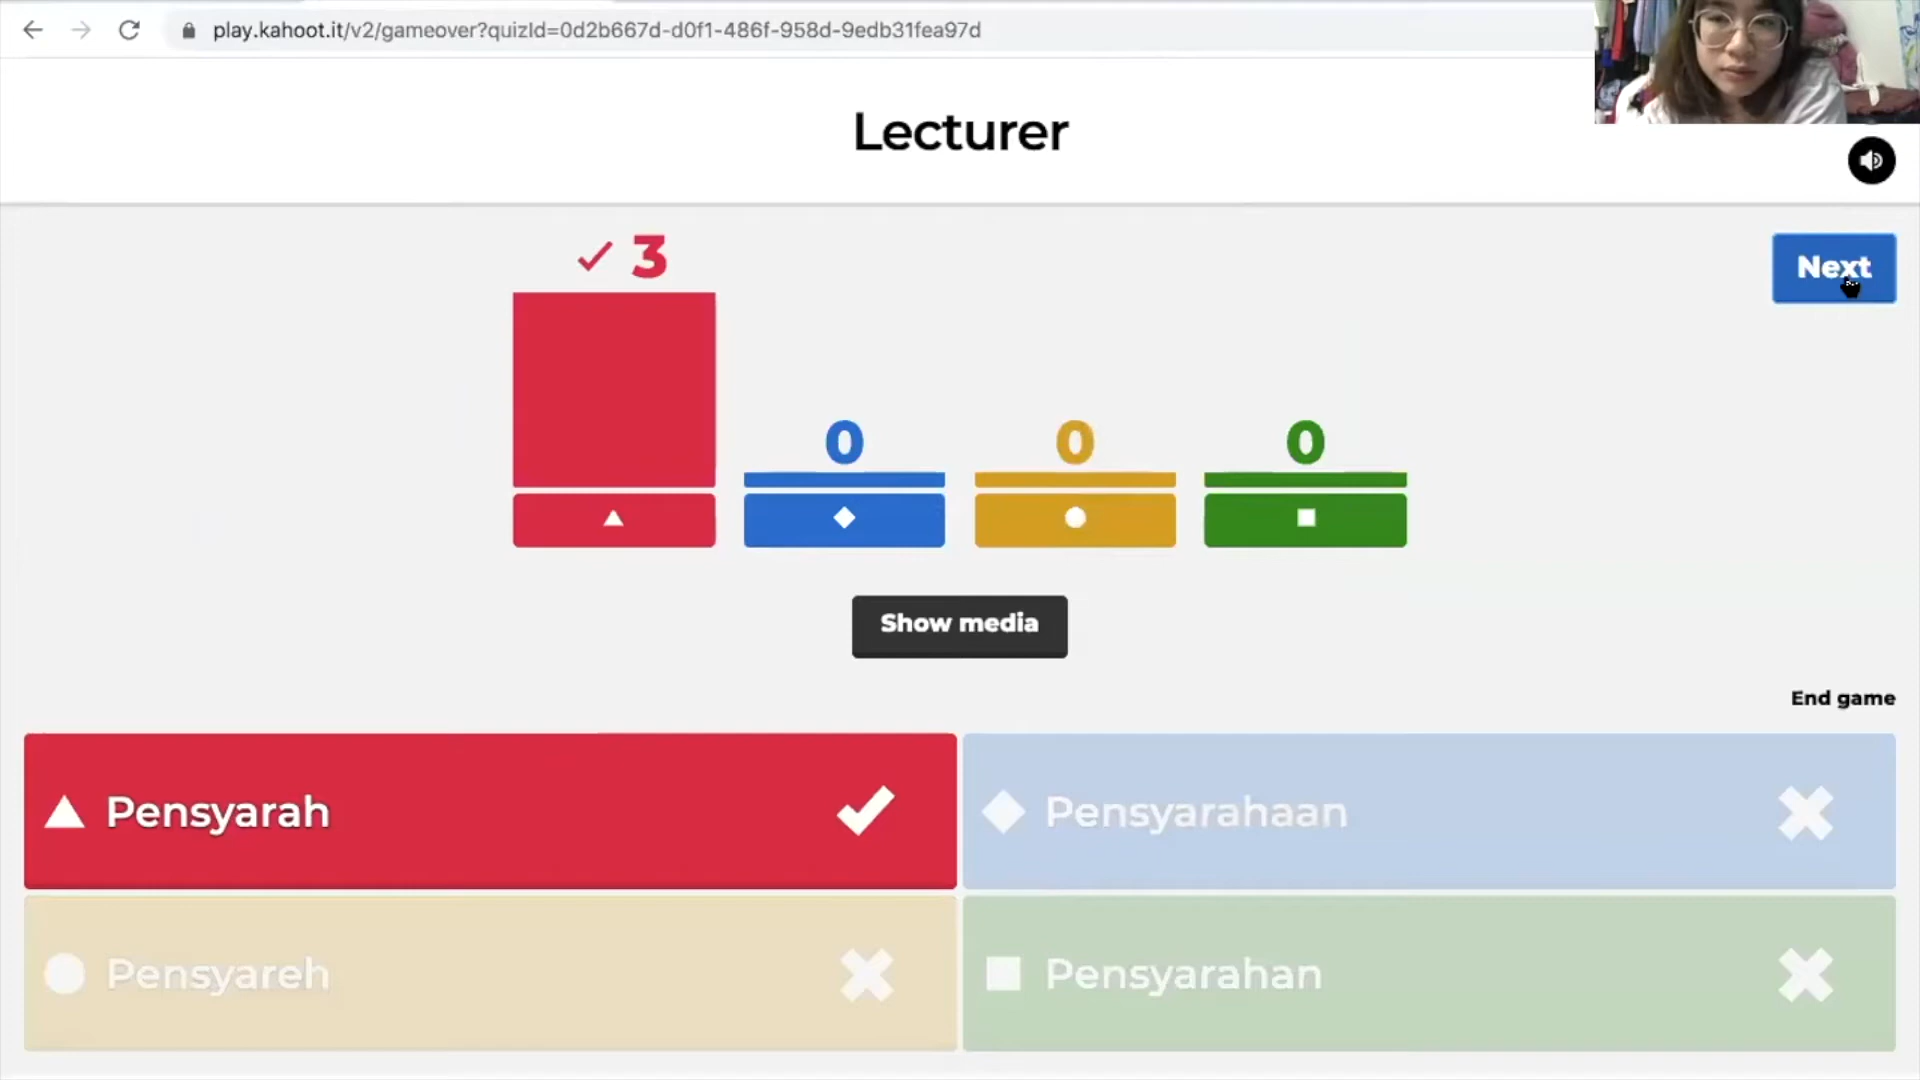 play.kahoot.it/v2/gameover?quizId=0d2b667d-d0f1-486f-958d-9edb31fea97d
Lecturer
3
Next
0
0
0
Show media
End game
Pensyarah
Pensyarahaan
Pensyareh
Pensyarahan